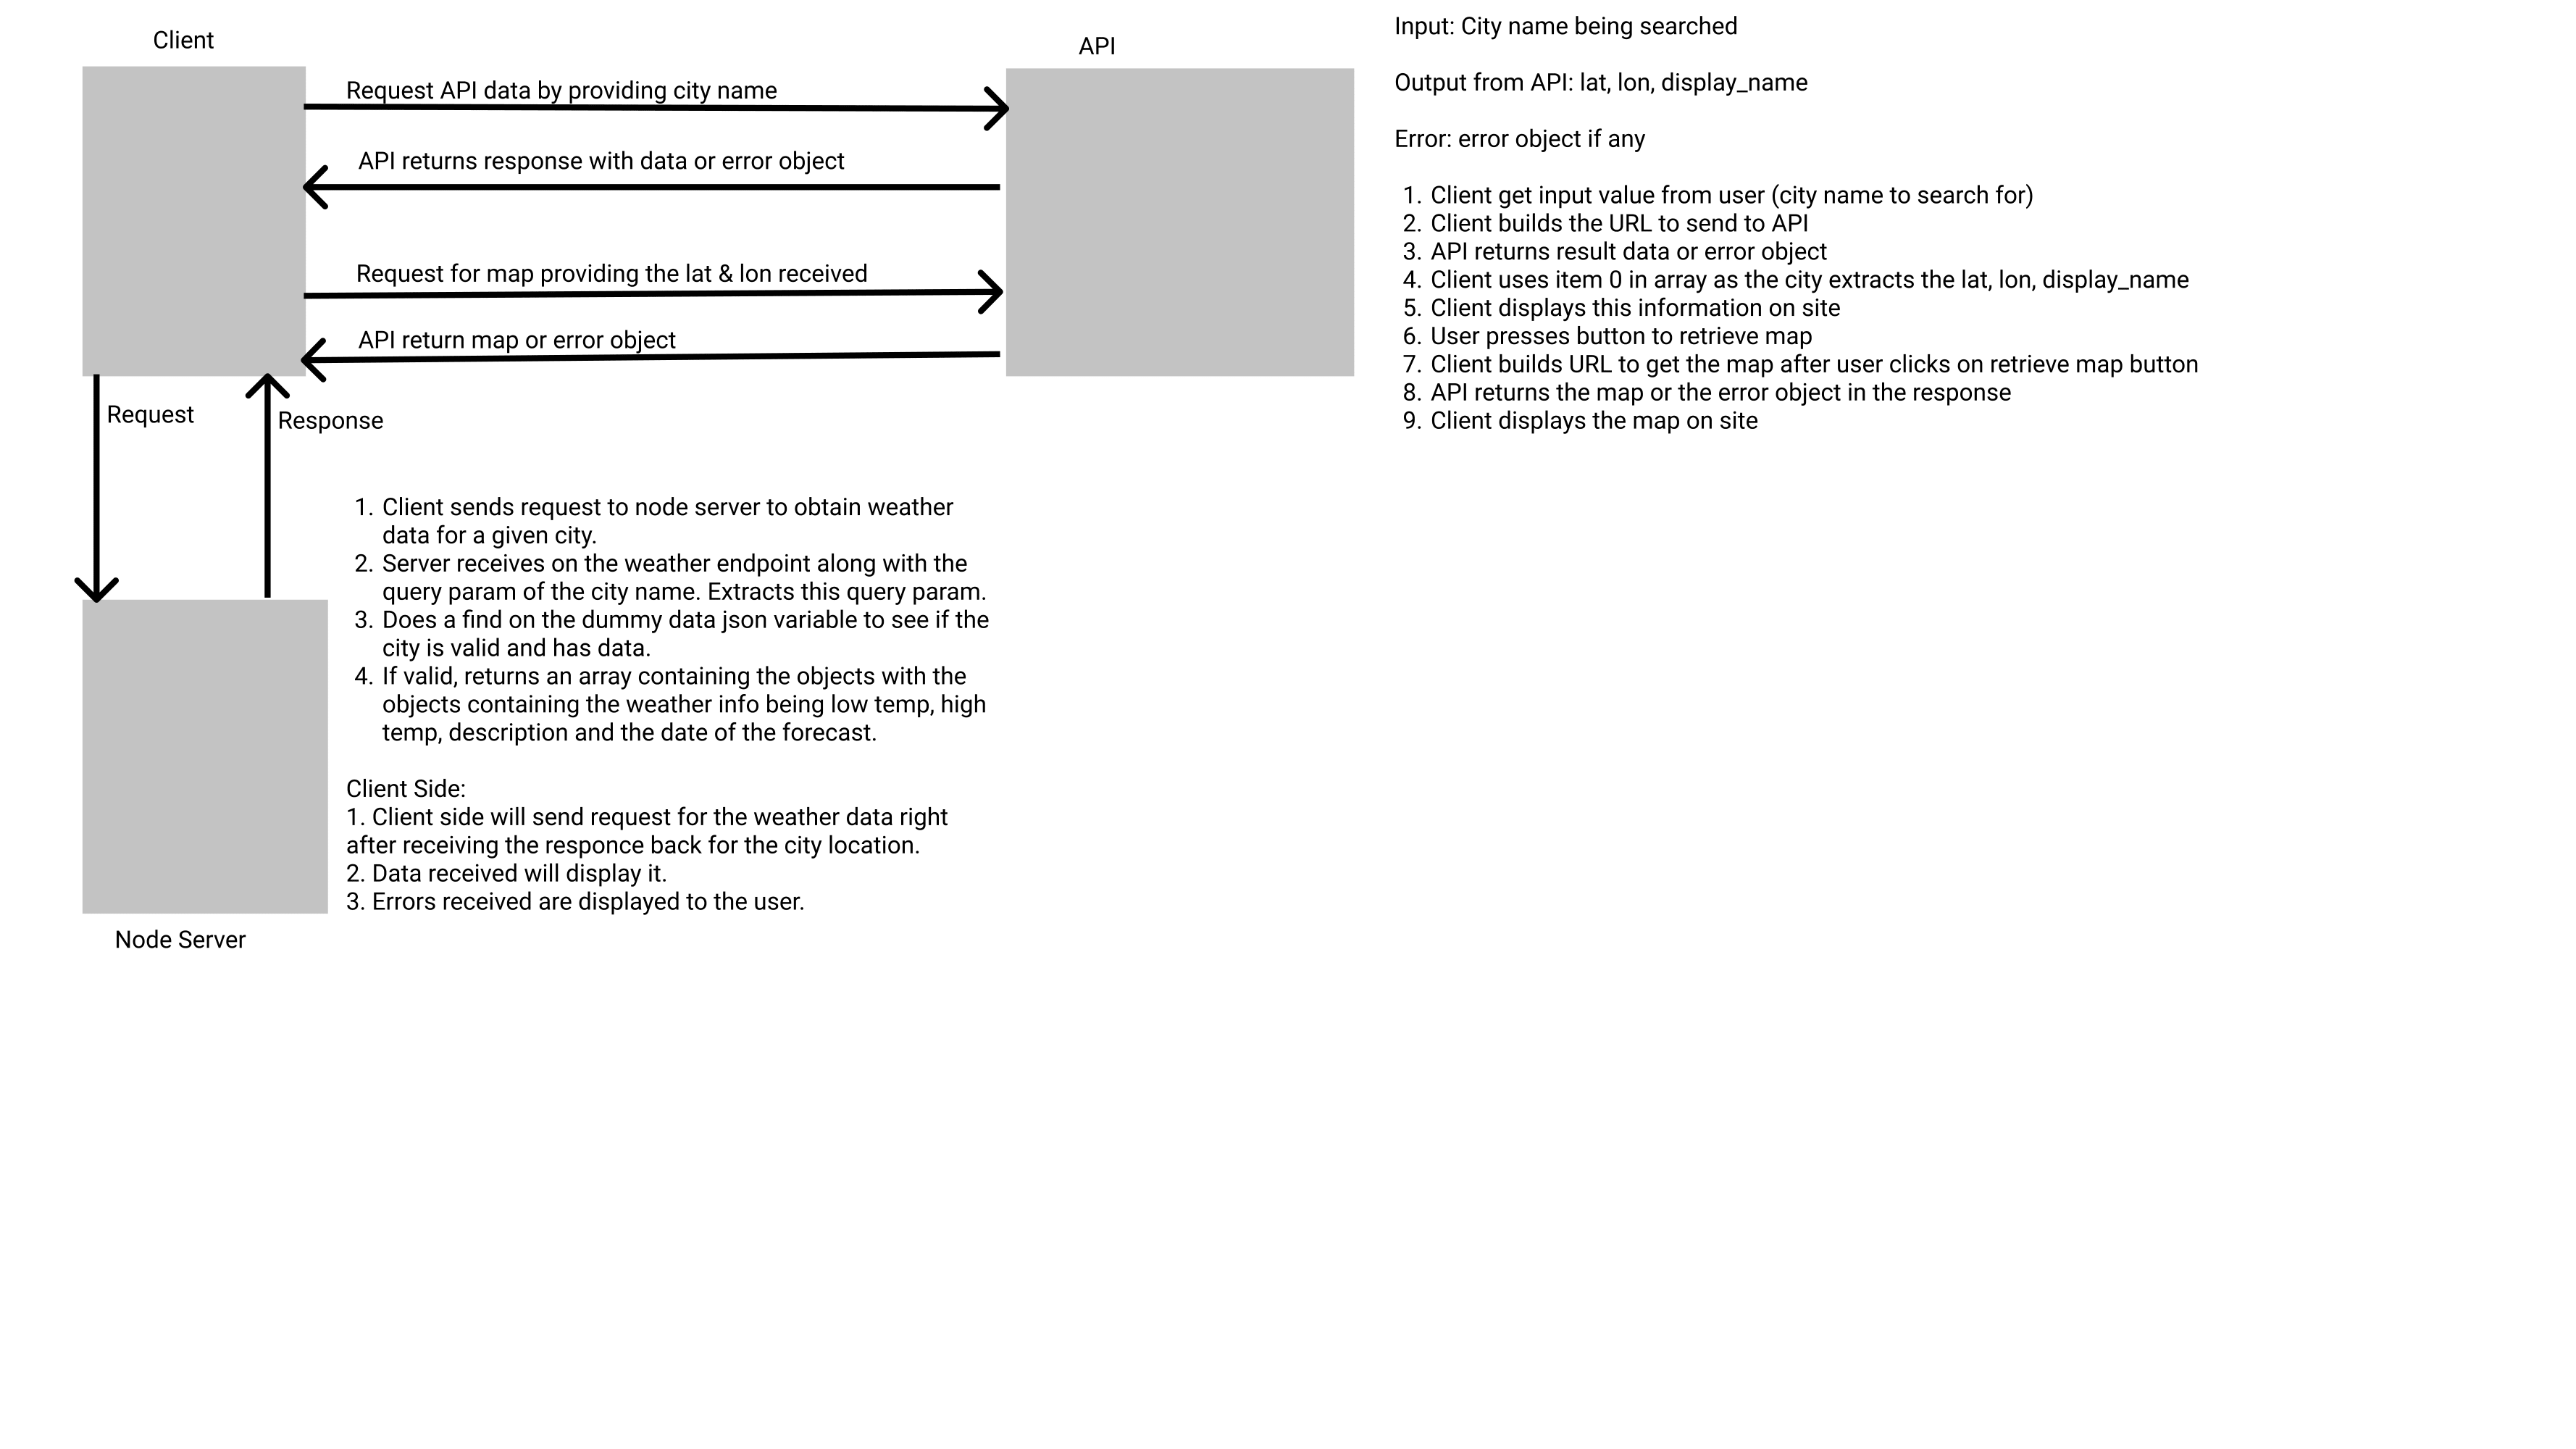 Client
API
Request API data by providing city name
API returns response with data or error object
Request for map providing the lat & lon received
API return map or error object
Request
Response
Input: City name being searched
Output from API: lat, lon, display_name
Error: error object if any
1. Client get input value from user (city name to search for)
2. Client builds the URL to send to API
3. API returns result data or error object
4. Client uses item 0 in array as the city extracts the lat, lon, display_name
5. Client displays this information on site
6. User presses button to retrieve map
7. Client builds URL to get the map after user clicks on retrieve map button
8. API returns the map or the error object in the response
9. Client displays the map on site
1. Client sends request to node server to obtain weather
data for a given city.
2. Server receives on the weather endpoint along with the
query param of the city name. Extracts this query param.
3. Does a find on the dummy data json variable to see if the
city is valid and has data.
4. If valid, returns an array containing the objects with the
objects containing the weather info being low temp, high
temp, description and the date of the forecast.
Client Side:
1. Client side will send request for the weather data right
after receiving the responce back for the city location.
2. Data received will display it.
3. Errors received are displayed to the user.
Node Server